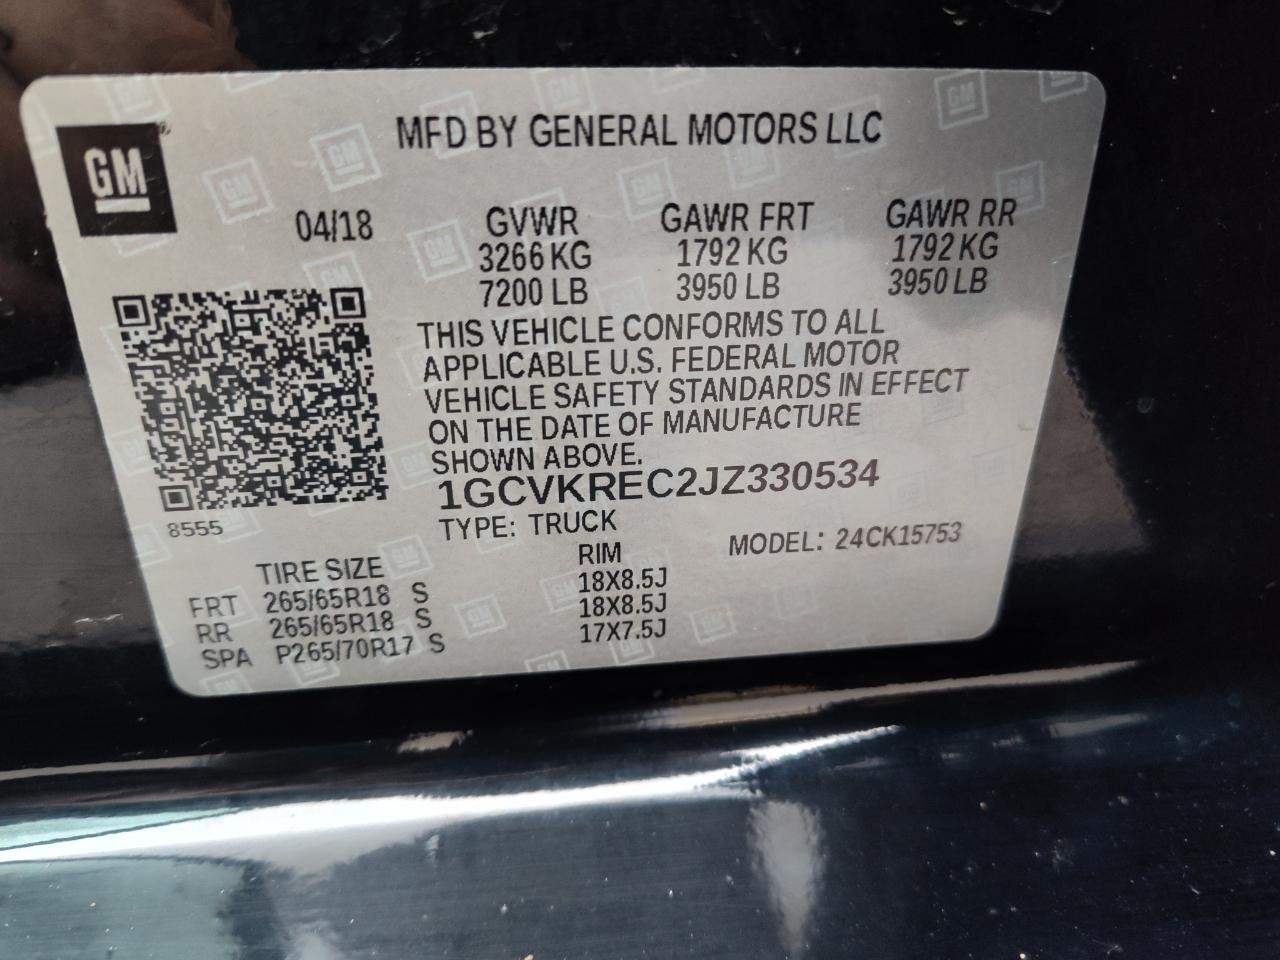 GM
MFD BY GENERAL MOTORS LLC
04/18
GVWR GAWR FRT GAWR RR
3266 KG 1792 KG 1792 KG
7200 LB 3950 LB 3950 LB
THIS VEHICLE CONFORMS TO ALL
APPLICABLE U.S. FEDERAL MOTOR
VEHICLE SAFETY STANDARDS IN EFFECT
ON THE DATE OF MANUFACTURE
SHOWN ABOVE.
1GCVKREC2JZ330534
8555
TYPE: TRUCK
MODEL: 24CK15753
TIRE SIZE RIM
FRT 265/65R18 S 18X8.5J
RR 265/65R18 S 18X8.5J
SPA P265/70R17 S 17X7.5J